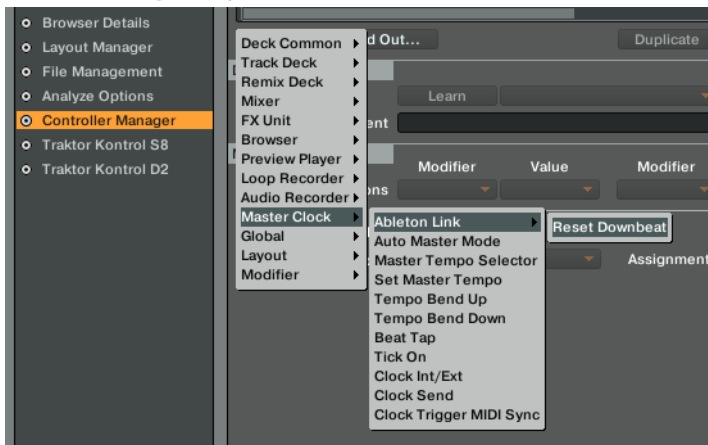 Browser Details
Layout Manager
File Management
Analyze Options
Controller Manager
Traktor Kontrol S8
Traktor Kontrol D2
d Out...
Duplicate
Learn
ent
Modifier Value Modifier
ons
Assignment
Deck Common
Track Deck
Remix Deck
Mixer
FX Unit
Browser
Preview Player
Loop Recorder
Audio Recorder
Master Clock
Global
Layout
Modifier
Ableton Link
Auto Master Mode
Master Tempo Selector
Set Master Tempo
Tempo Bend Up
Tempo Bend Down
Beat Tap
Tick On
Clock Int/Ext
Clock Send
Clock Trigger MIDI Sync
Reset Downbeat